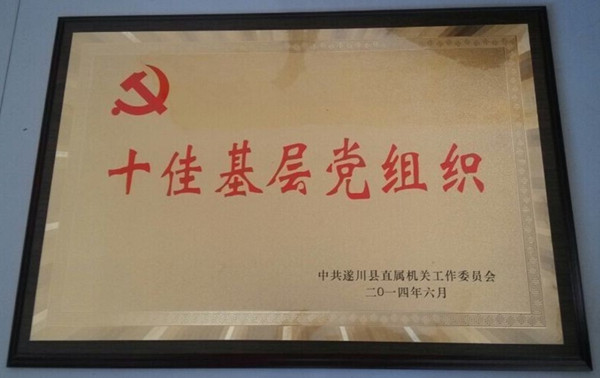 十佳基层党组织
中共遂川县直属机关工作委员会
二〇一四年六月